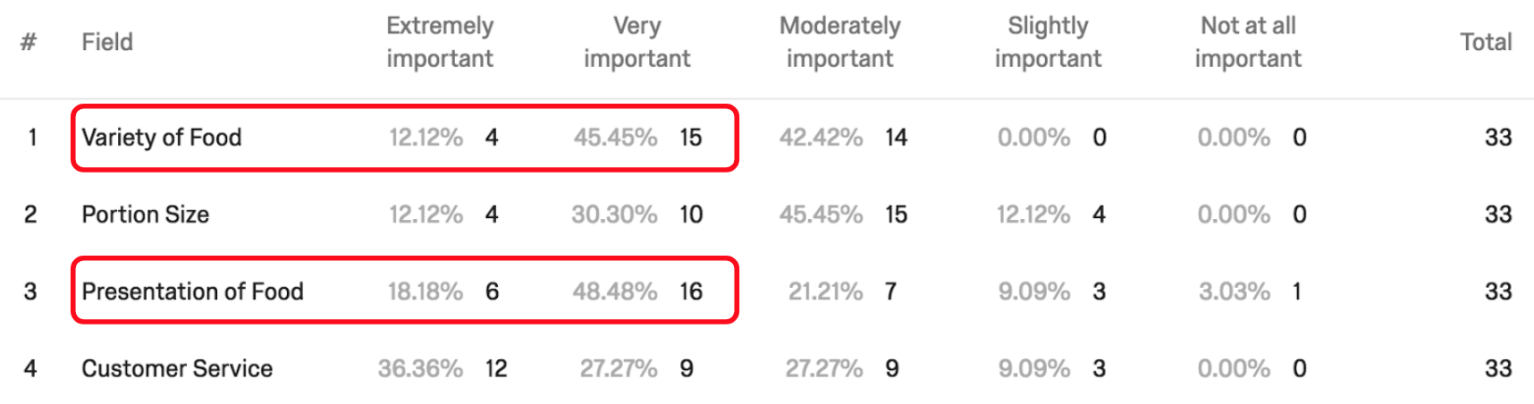 # Field Extremely important Very important Moderately important Slightly important Not at all important Total
1 Variety of Food 12.12% 4 45.45% 15 42.42% 14 0.00% 0 0.00% 0 33
2 Portion Size 12.12% 4 30.30% 10 45.45% 15 12.12% 4 0.00% 0 33
3 Presentation of Food 18.18% 6 48.48% 16 21.21% 7 9.09% 3 3.03% 1 33
4 Customer Service 36.36% 12 27.27% 9 27.27% 9 9.09% 3 0.00% 0 33